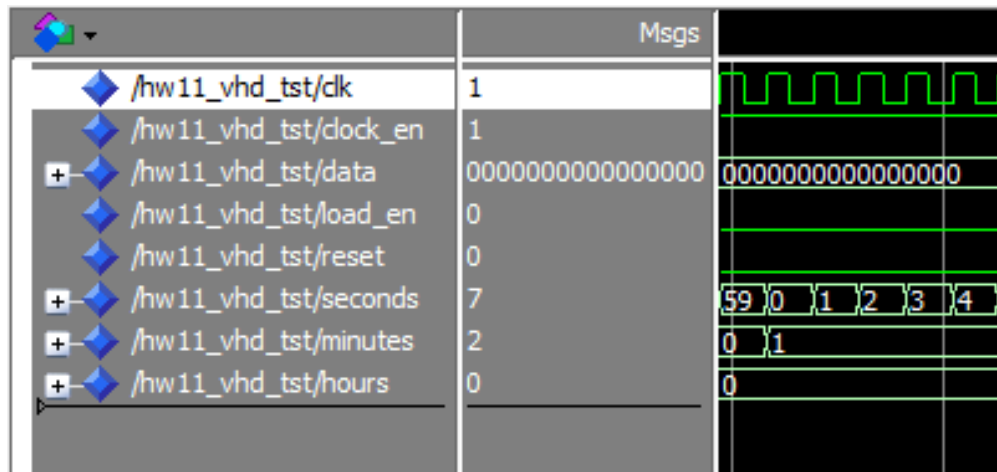 Msgs
/hw11_vhd_tst/clk 1
/hw11_vhd_tst/clock_en 1
/hw11_vhd_tst/data 0000000000000000 0000000000000000
/hw11_vhd_tst/load_en 0
/hw11_vhd_tst/reset 0
/hw11_vhd_tst/seconds 7 59 0 1 2 3 4
/hw11_vhd_tst/minutes 2 0 1
/hw11_vhd_tst/hours 0 0